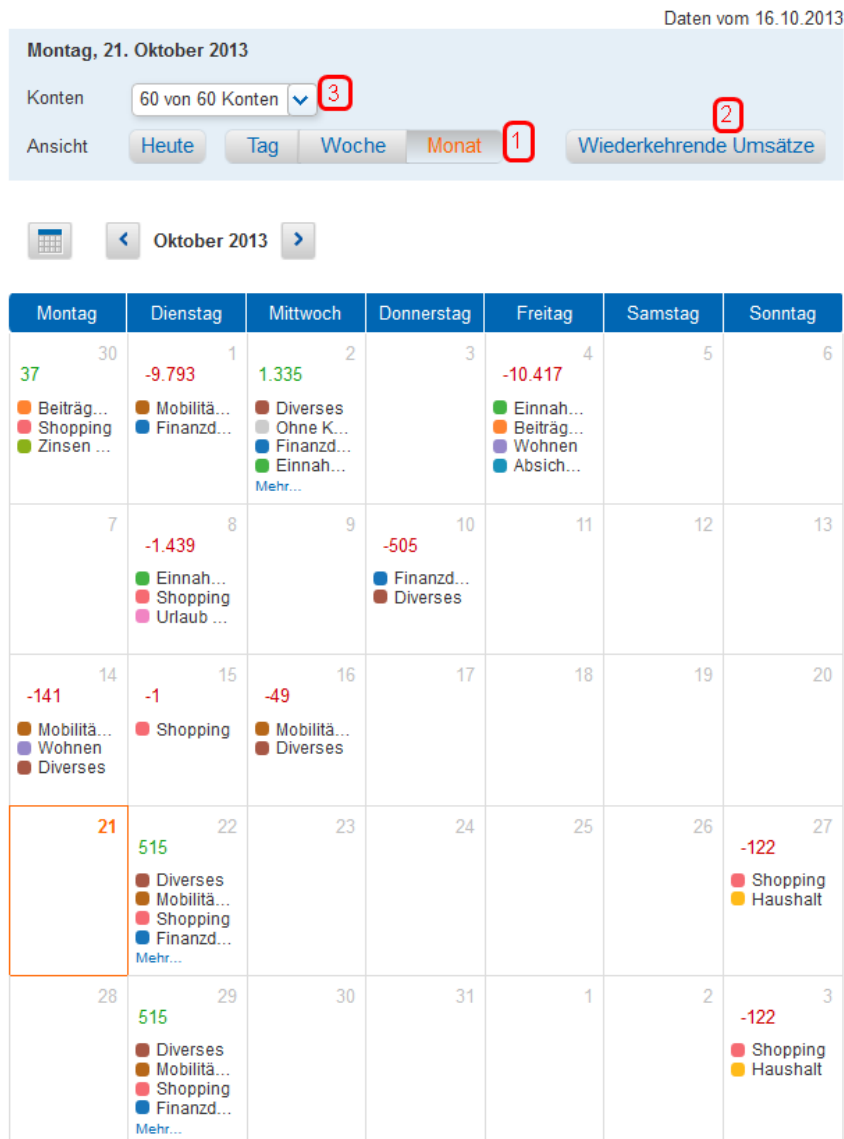 Daten vom 16.10.2013
Montag, 21. Oktober 2013
Konten 60 von 60 Konten 3
2
Ansicht Heute Tag Woche Monat 1 Wiederkehrende Umsätze
Oktober 2013
Montag Dienstag Mittwoch Donnerstag Freitag Samstag Sonntag
30 1 2 3 4 5 6
37 -9.793 1.335 -10.417
Beiträg... Mobilitä... Diverses Einnah...
Shopping Finanzd... Ohne K... Beiträg...
Zinsen ... Finanzd... Wohnen
Einnah... Absich...
Mehr...
7 8 9 10 11 12 13
-1.439 -505
Einnah... Finanzd...
Shopping Diverses
Urlaub ...
14 15 16 17 18 19 20
-141 -1 -49
Mobilitä... Shopping Mobilitä...
Wohnen Diverses
Diverses
21 22 23 24 25 26 27
515 -122
Diverses Shopping
Mobilitä... Haushalt
Shopping
Finanzd...
Mehr...
28 29 30 31 1 2 3
515 -122
Diverses Shopping
Mobilitä... Haushalt
Shopping
Finanzd...
Mehr...